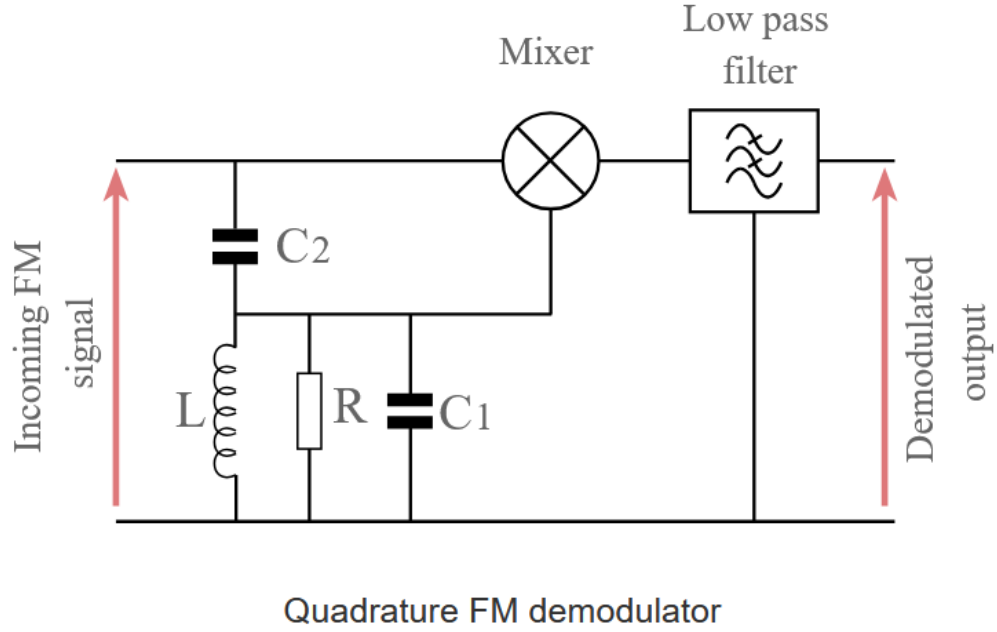 Low pass
filter
Mixer
Incoming FM
signal
C2
L
R
C1
Demodulated
output
Quadrature FM demodulator